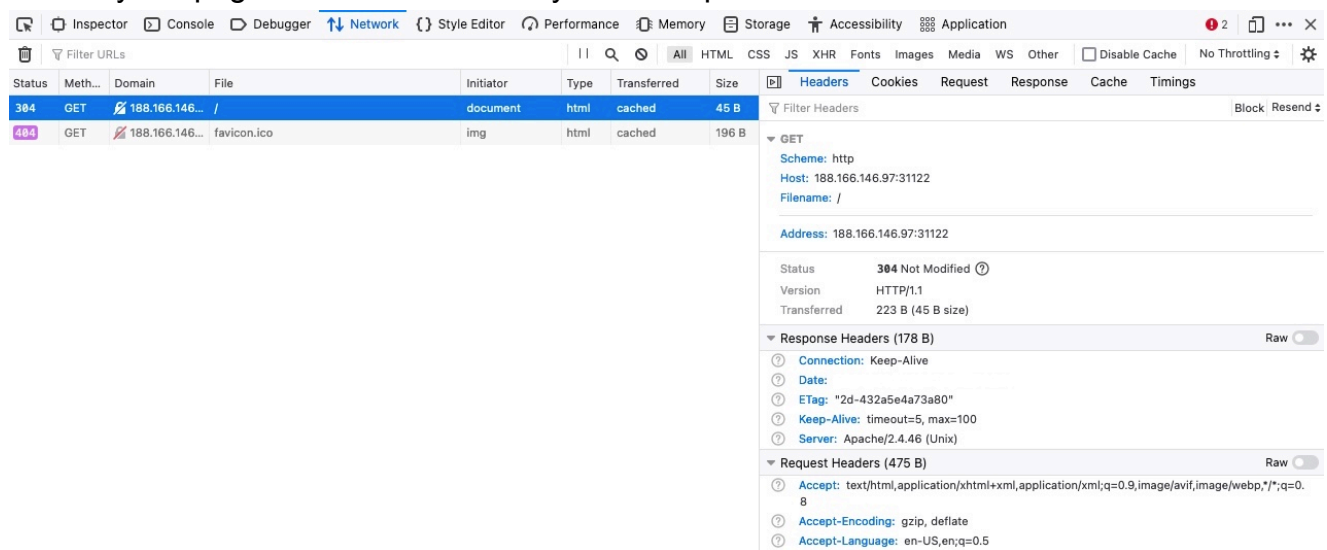 Inspector Console Debugger Network Style Editor Performance Memory Storage Accessibility Application 2
Filter URLs All HTML CSS JS XHR Fonts Images Media WS Other Disable Cache No Throttling
Status Meth... Domain File Initiator Type Transferred Size Headers Cookies Request Response Cache Timings
304 GET 188.166.146... / document html cached 45 B
404 GET 188.166.146... favicon.ico img html cached 196 B
Filter Headers Block Resend
GET
Scheme: http
Host: 188.166.146.97:31122
Filename: /
Address: 188.166.146.97:31122
Status 304 Not Modified
Version HTTP/1.1
Transferred 223 B (45 B size)
Response Headers (178 B) Raw
Connection: Keep-Alive
Date:
ETag: "2d-432a5e4a73a80"
Keep-Alive: timeout=5, max=100
Server: Apache/2.4.46 (Unix)
Request Headers (475 B) Raw
Accept: text/html,application/xhtml+xml,application/xml;q=0.9,image/avif,image/webp,*/*;q=0.
8
Accept-Encoding: gzip, deflate
Accept-Language: en-US,en;q=0.5